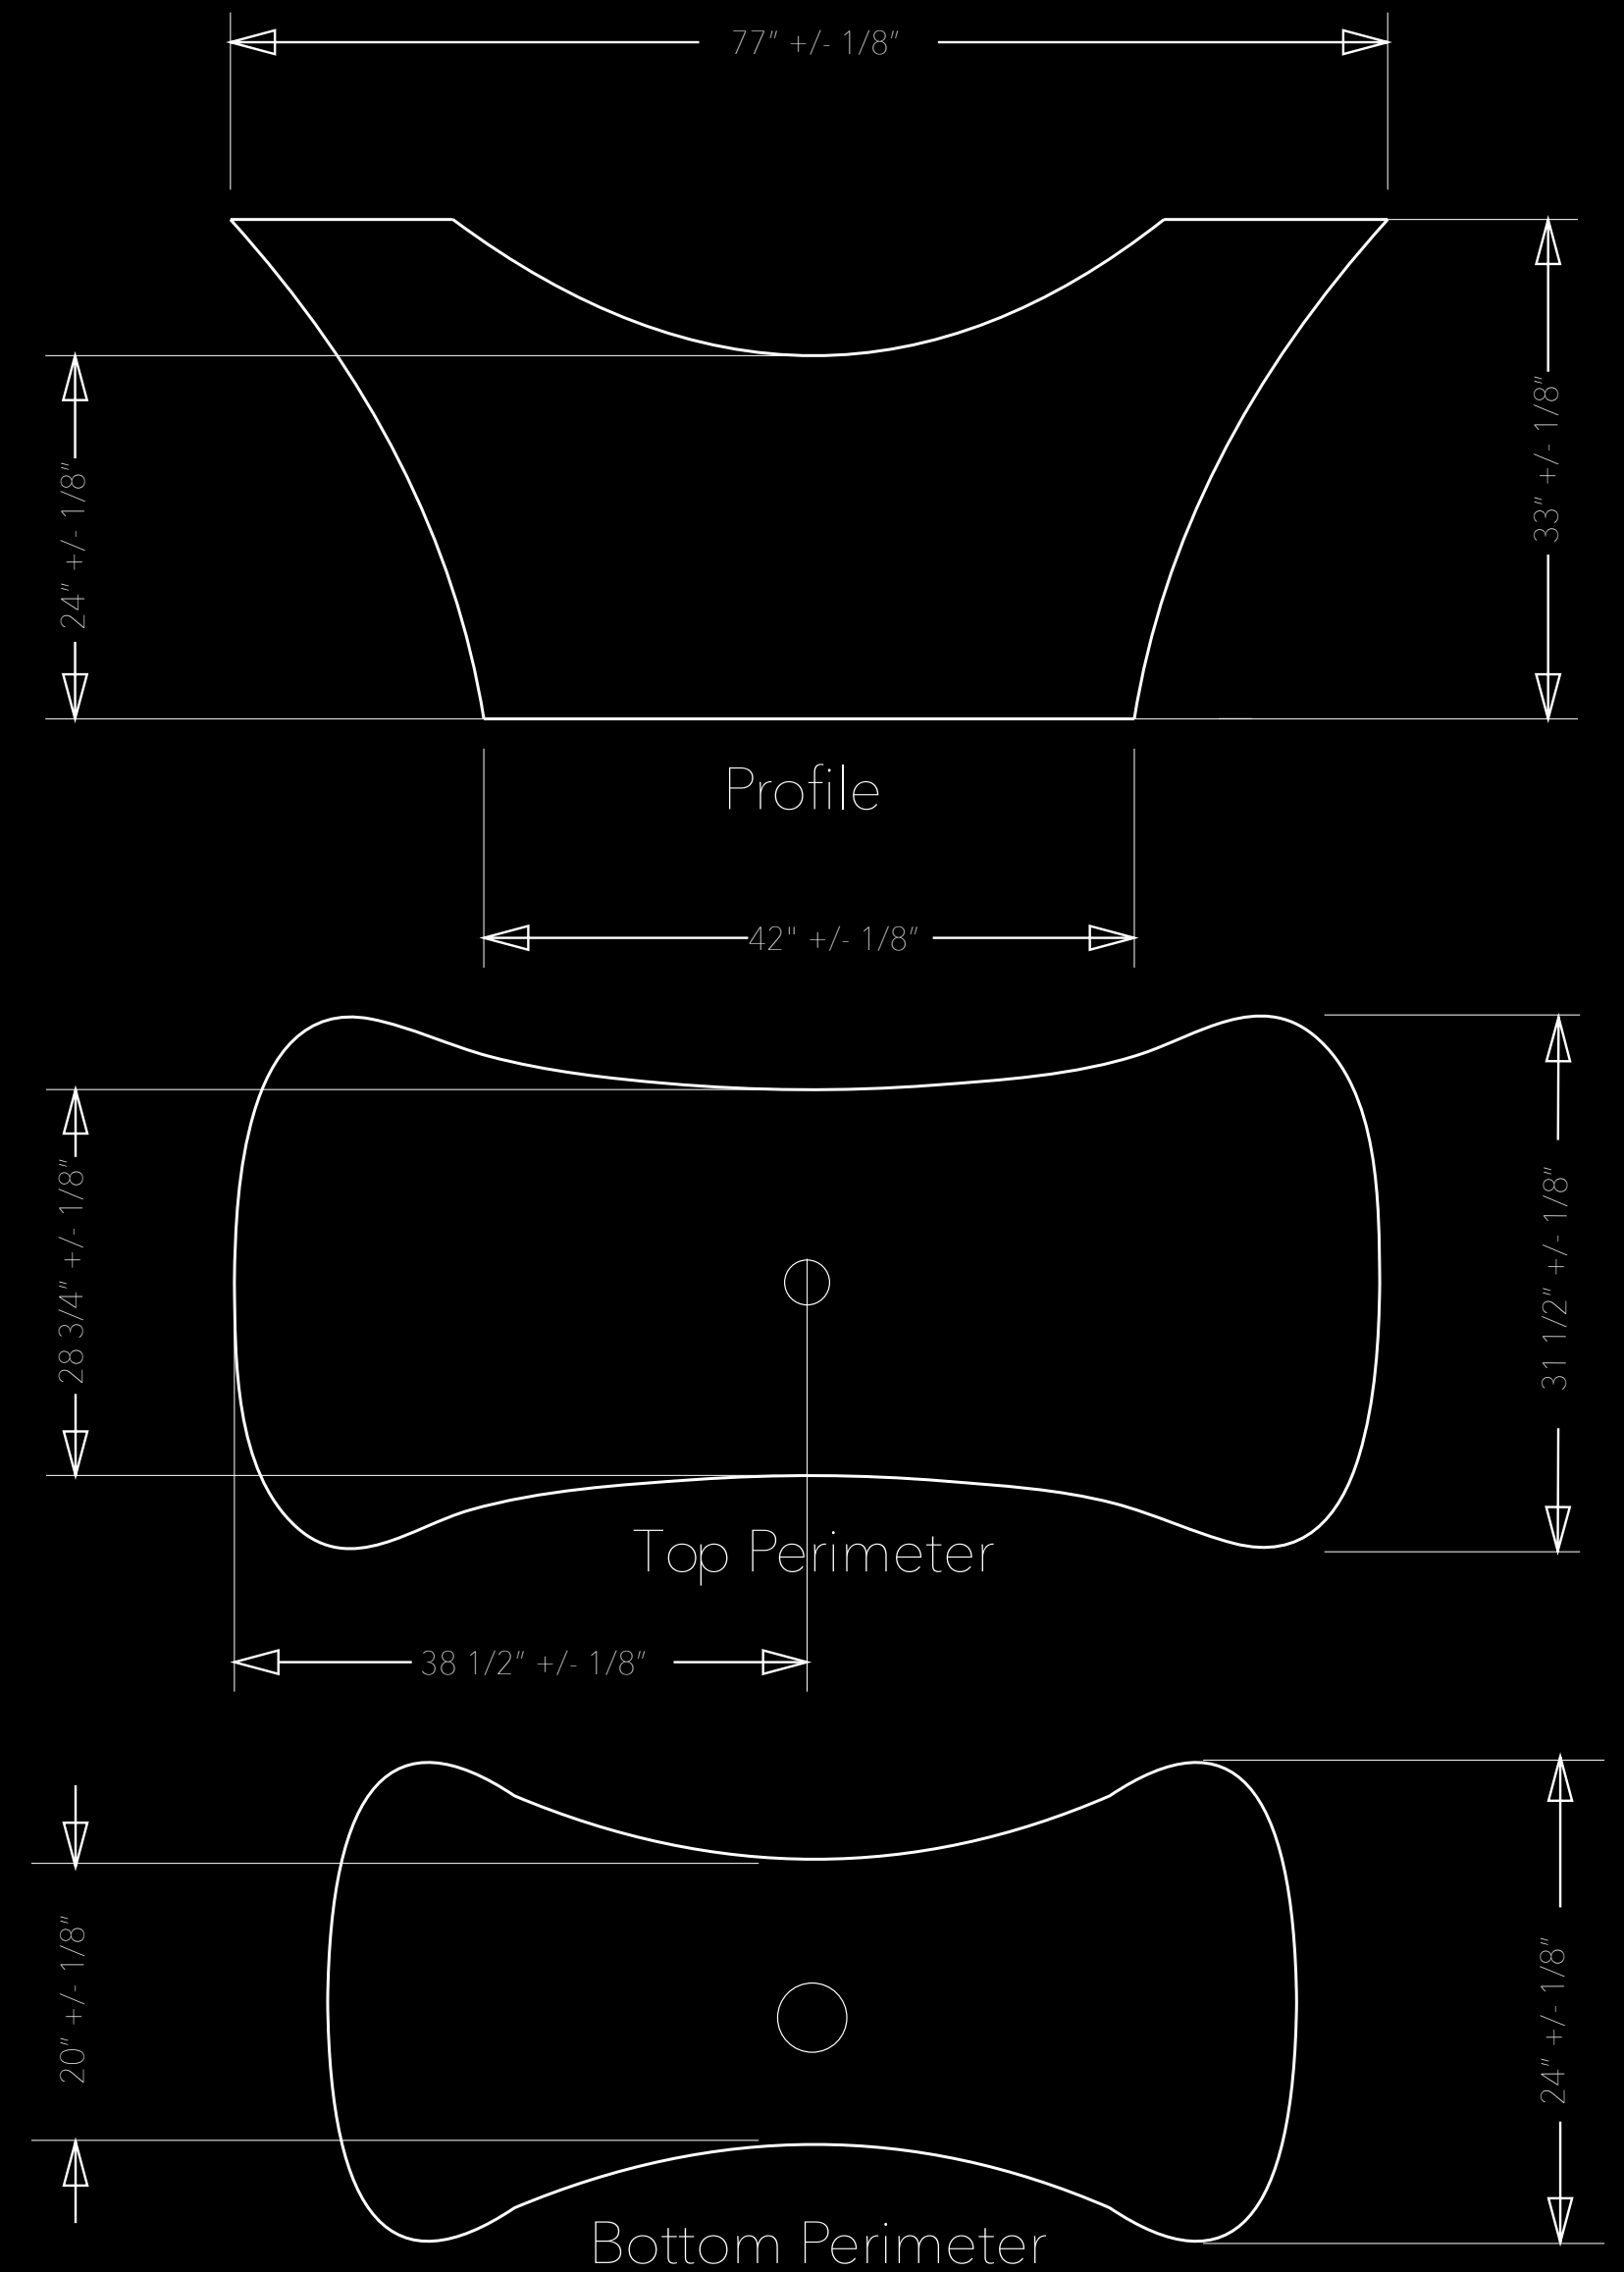 77” +/- 1/8”
24” +/- 1/8”
33” +/- 1/8”
Profile
42" +/- 1/8”
28 3/4” +/- 1/8”
31 1/2” +/- 1/8”
Top Perimeter
38 1/2” +/- 1/8”
20” +/- 1/8”
24” +/- 1/8”
Bottom Perimeter